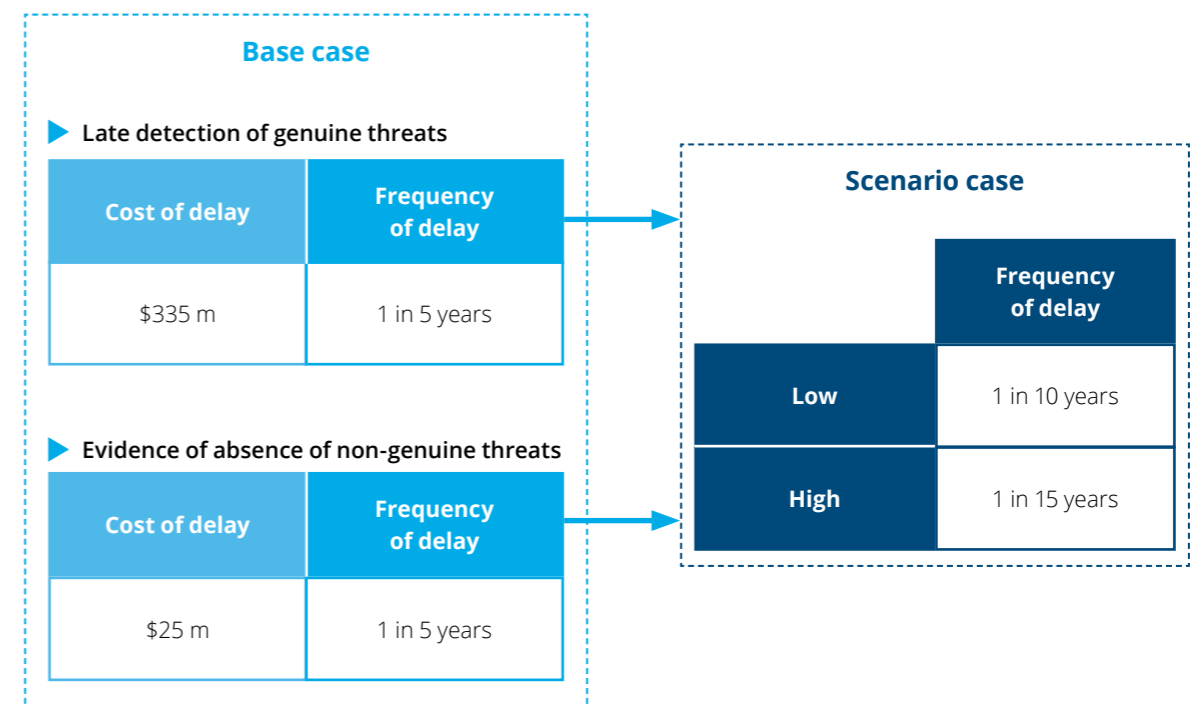 Base case
Late detection of genuine threats
Cost of delay
Frequency
of delay
$335 m
1 in 5 years
Evidence of absence of non-genuine threats
Cost of delay
Frequency
of delay
$25 m
1 in 5 years
Scenario case
Frequency
of delay
Low
1 in 10 years
High
1 in 15 years